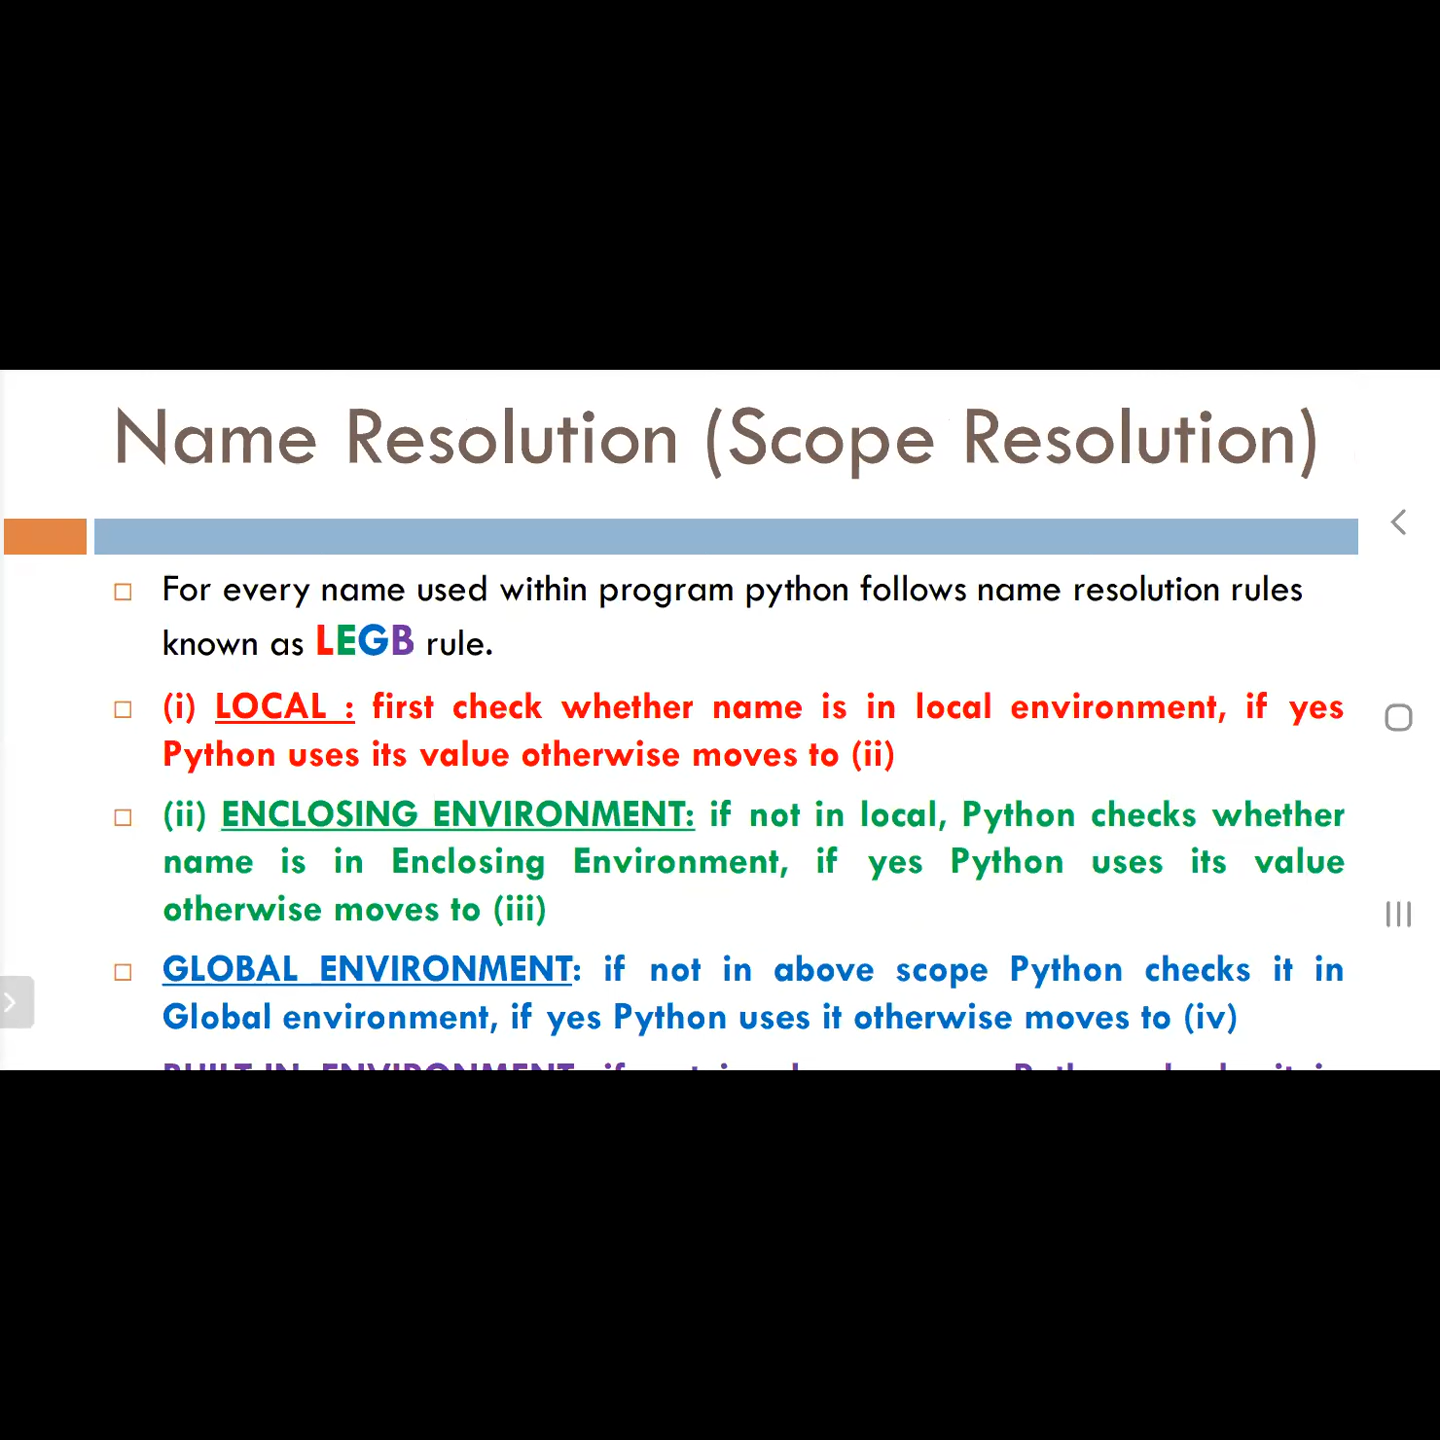 Name Resolution (Scope Resolution)
For every name used within program python follows name resolution rules
known as LEGB rule.
(i) LOCAL : first check whether name is in local environment, if yes
Python uses its value otherwise moves to (ii)
(ii) ENCLOSING ENVIRONMENT: if not in local, Python checks whether
name is in Enclosing Environment, if yes Python uses its value
otherwise moves to (iii)
GLOBAL ENVIRONMENT: if not in above scope Python checks it in
Global environment, if yes Python uses it otherwise moves to (iv)